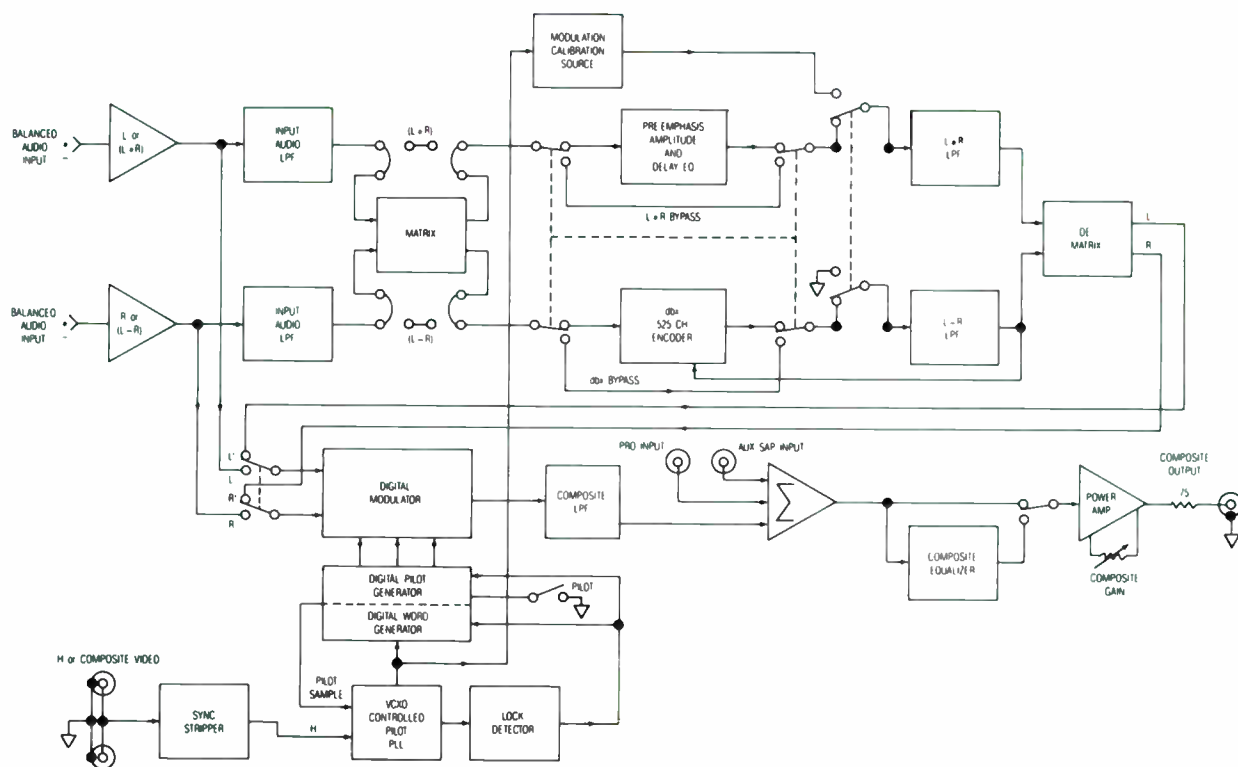 MODULATION
CALIBRATION
SOURCE
BALANCED
AUDIO
INPUT
+
−
L or
(L+R)
INPUT
AUDIO
LPF
(L+R)
PRE EMPHASIS
AMPLITUDE
AND
DELAY EQ
L+R
LPF
L+R BYPASS
MATRIX
DE
MATRIX
L
R
BALANCED
AUDIO
INPUT
+
−
R or
(L−R)
INPUT
AUDIO
LPF
(L−R)
dbx
525 CH
ENCODER
L−R
LPF
dbx BYPASS
L'
L
R'
R
DIGITAL
MODULATOR
COMPOSITE
LPF
PRO INPUT
AUX SAP INPUT
Σ
COMPOSITE
EQUALIZER
POWER
AMP
COMPOSITE
GAIN
COMPOSITE
OUTPUT
75
DIGITAL PILOT
GENERATOR
DIGITAL WORD
GENERATOR
PILOT
H or COMPOSITE VIDEO
SYNC
STRIPPER
H
PILOT
SAMPLE
VCXO
CONTROLLED
PILOT
PLL
LOCK
DETECTOR